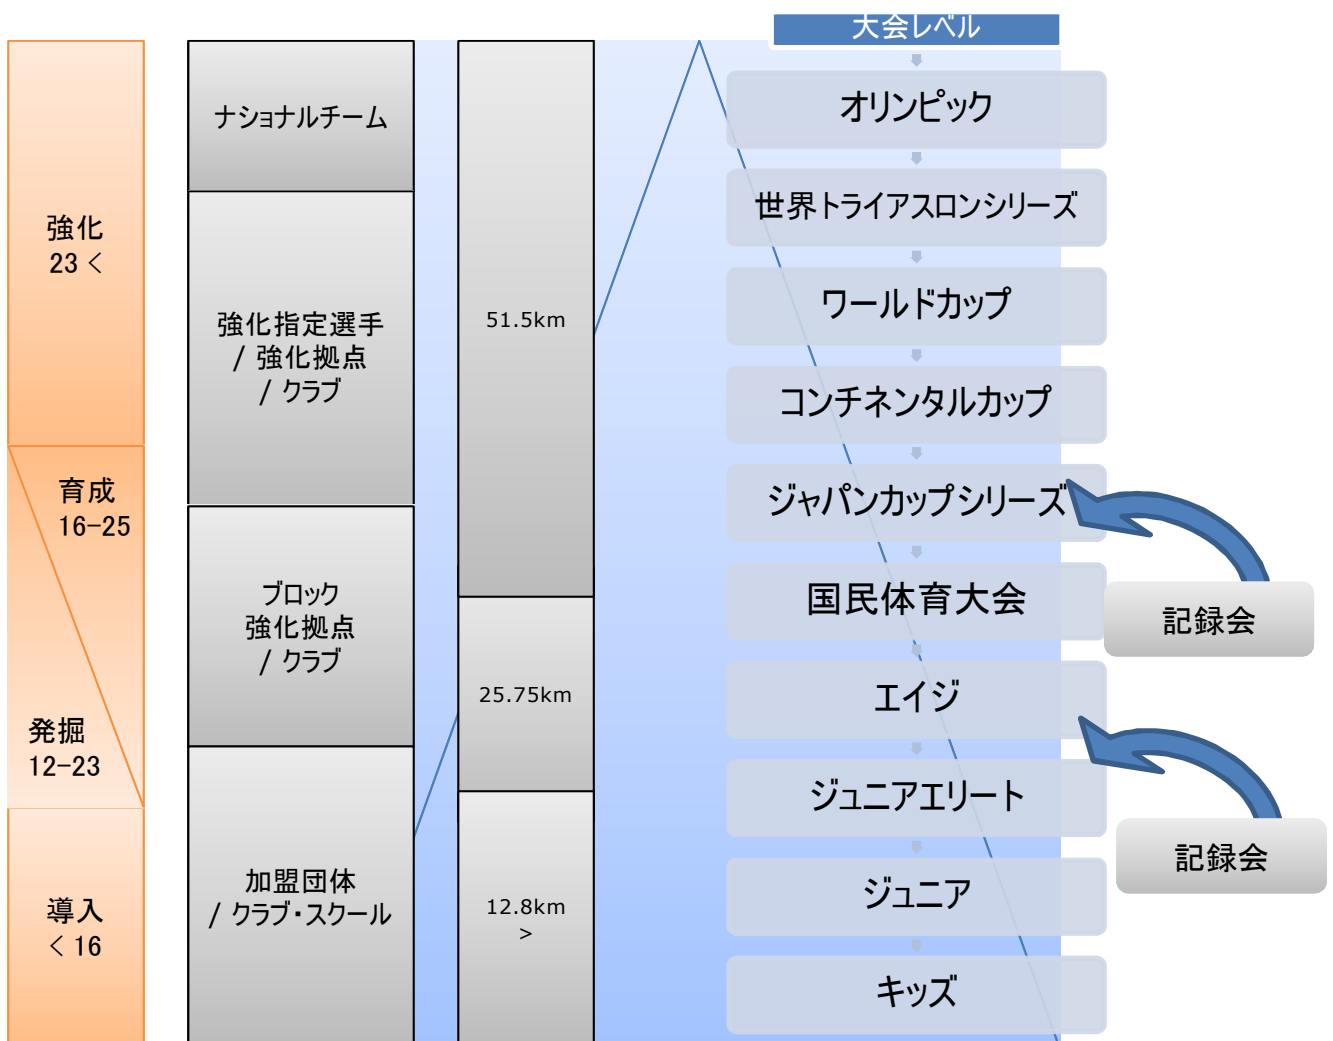 強化
23 <
育成
16-25
発掘
12-23
導入
< 16
ナショナルチーム
強化指定選手
/ 強化拠点
/ クラブ
ブロック
強化拠点
/ クラブ
加盟団体
/ クラブ・スクール
51.5km
25.75km
12.8km
>
大会レベル
オリンピック
世界トライアスロンシリーズ
ワールドカップ
コンチネンタルカップ
ジャパンカップシリーズ
国民体育大会
エイジ
ジュニアエリート
ジュニア
キッズ
記録会
記録会